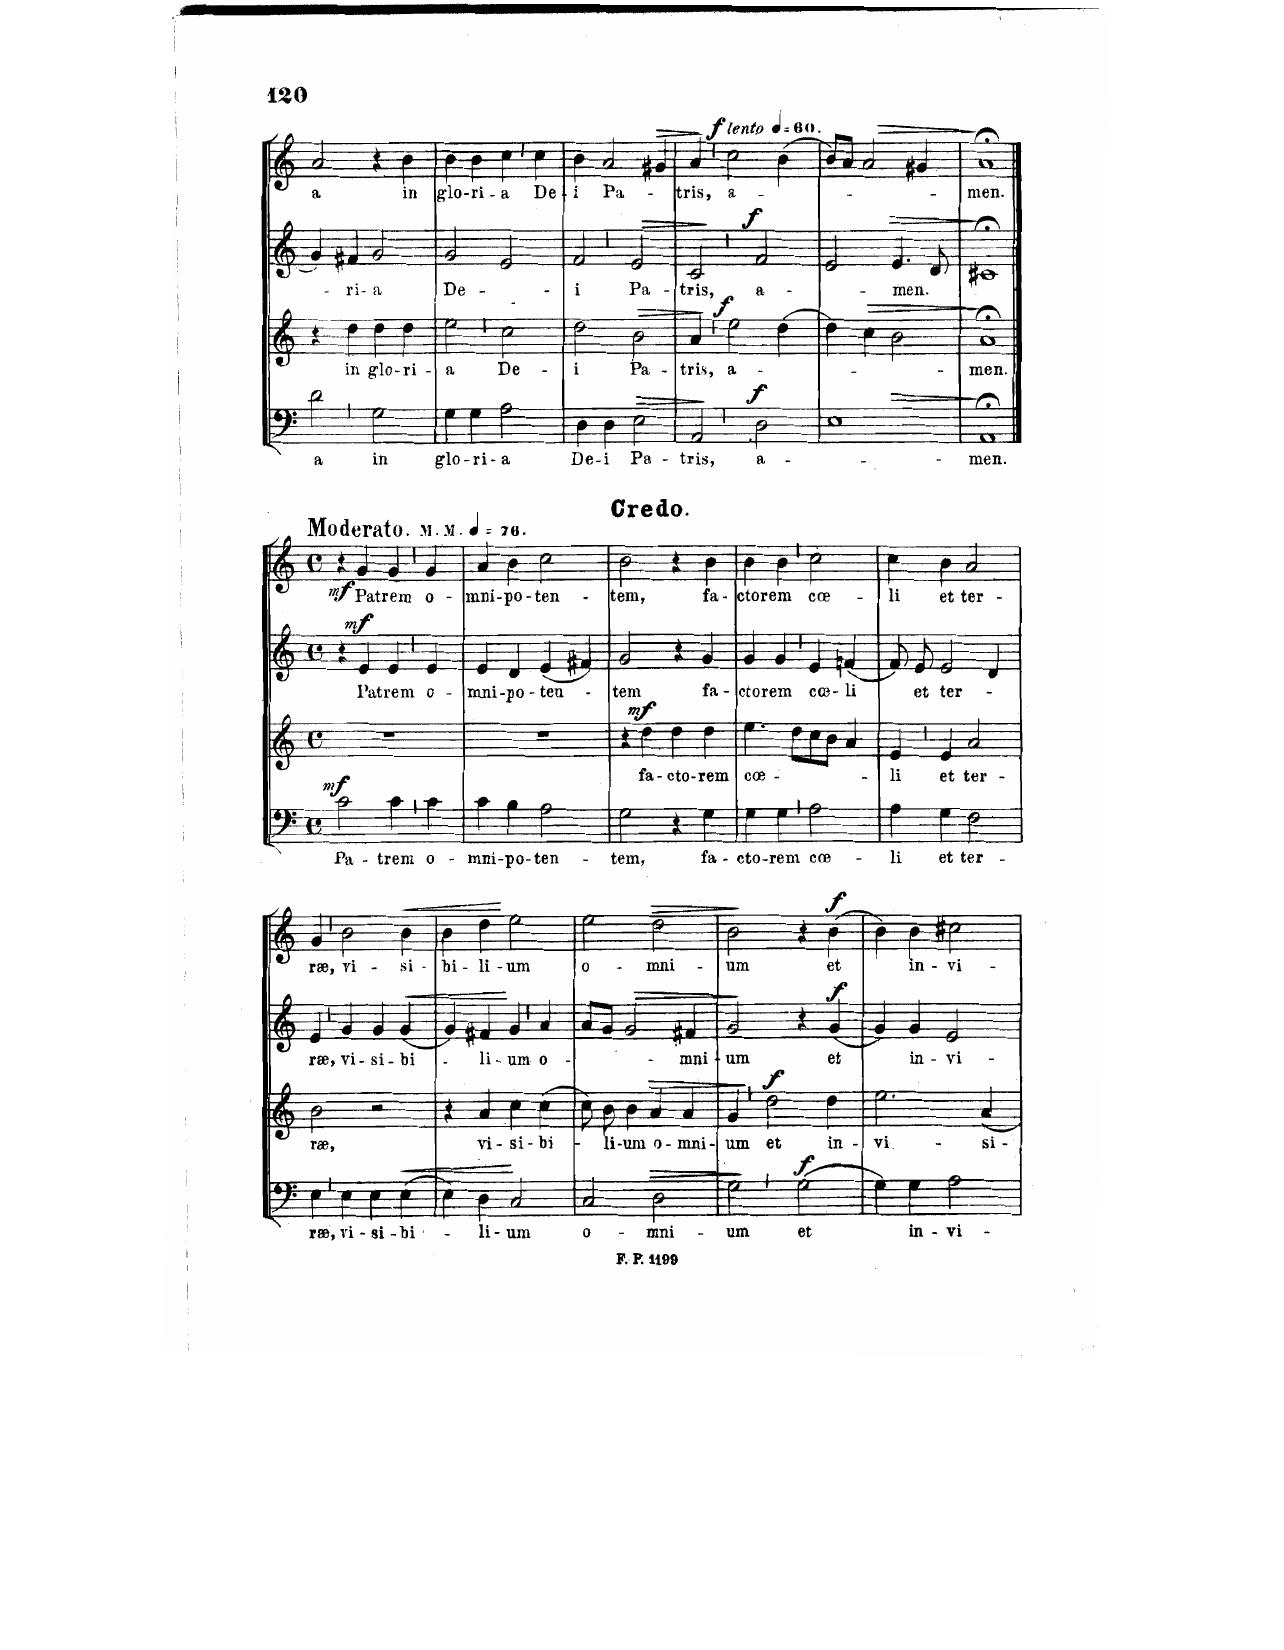 120
f lento ♩=60.
a in glo-ri-a De-i Pa-tris, a-men.
f
-ri-a De-i Pa-tris, a-men.
f
in glo-ri-a De-i Pa-tris, a-men.
f
a in glo-ri-a De-i Pa-tris, a-men.
Credo.
Moderato. M. M. ♩=76.
mf Patrem o-mni-po-ten-tem, fa-ctorem cœ-li et ter-
mf
Patrem o-mni-po-ten-tem fa-ctorem cœ-li et ter-
mf
fa-cto-rem cœ-li et ter-
mf
Pa-trem o-mni-po-ten-tem, fa-cto-rem cœ-li et ter-
f
ræ, vi-si-bi-li-um o-mni-um et in-vi-
f
ræ, vi-si-bi-li-um o-mni-um et in-vi-
f
ræ, vi-si-bi-li-um o-mni-um et in-vi-si-
f
ræ, vi-si-bi-li-um o-mni-um et in-vi-
F. P. 1199